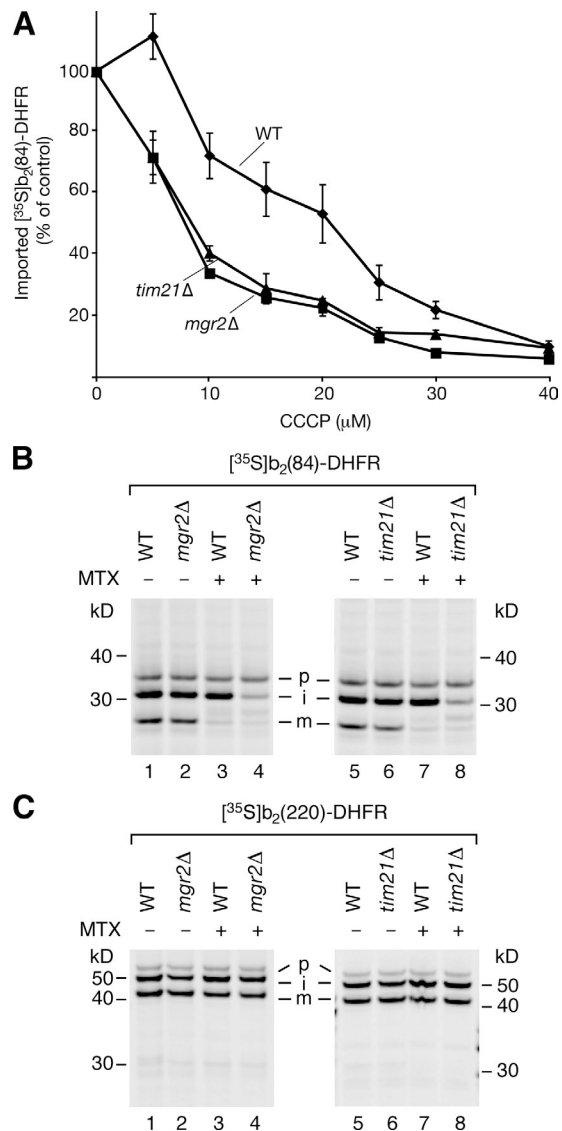 A
Imported [³⁵S]b₂(84)-DHFR
(% of control)
100
80
60
40
20
WT
tim21Δ
mgr2Δ
0 10 20 30 40
CCCP (μM)
B
[³⁵S]b₂(84)-DHFR
WT mgr2Δ WT mgr2Δ WT tim21Δ WT tim21Δ
MTX – – + + – – + +
kD kD
40 – – 40
p
30 – i – 30
m
1 2 3 4 5 6 7 8
C
[³⁵S]b₂(220)-DHFR
WT mgr2Δ WT mgr2Δ WT tim21Δ WT tim21Δ
MTX – – + + – – + +
kD p kD
50 – i – 50
40 – m – 40
30 – – 30
1 2 3 4 5 6 7 8